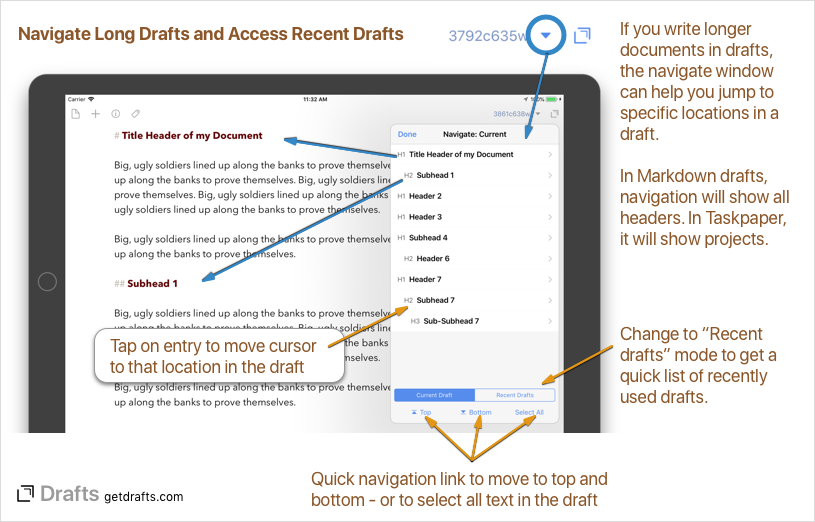 Navigate Long Drafts and Access Recent Drafts
3792c635w
If you write longer
documents in drafts,
the navigate window
can help you jump to
specific locations in a
draft.
In Markdown drafts,
navigation will show all
headers. In Taskpaper,
it will show projects.
Carrier
11:32 AM
100%
3861c638w
# Title Header of my Document
Big, ugly soldiers lined up along the banks to prove themselve
up along the banks to prove themselves. Big, ugly soldiers lined
prove themselves. Big, ugly soldiers lined up along the banks
ugly soldiers lined up along the banks to prove themselves.
Big, ugly soldiers lined up along the banks to prove themselve
up along the banks to prove themselves.
## Subhead 1
Big, ugly soldiers lined up along the banks to prove themselve
up along the banks to prove themselves. Big, ugly soldiers line
Big, ugly soldiers lined up along the banks to prove themselve
up along the banks to prove themselves.
Done
Navigate: Current
H1 Title Header of my Document
H2 Subhead 1
H1 Header 2
H1 Header 3
H1 Subhead 4
H2 Header 6
H1 Header 7
H2 Subhead 7
H3 Sub-Subhead 7
Current Draft
Recent Drafts
Top
Bottom
Select All
Tap on entry to move cursor
to that location in the draft
Change to “Recent
drafts” mode to get a
quick list of recently
used drafts.
Quick navigation link to move to top and
bottom - or to select all text in the draft
Drafts getdrafts.com